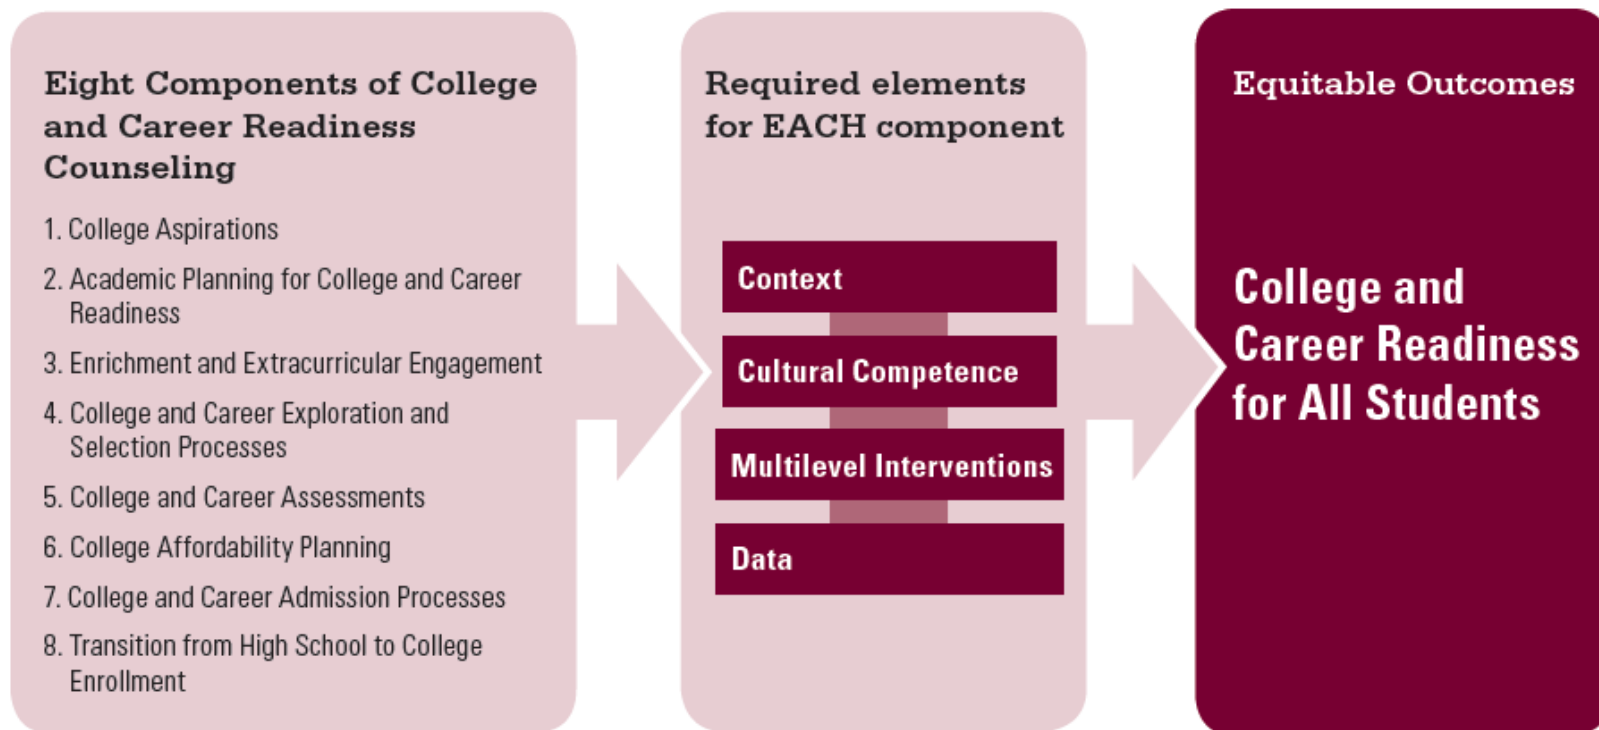 Eight Components of College
and Career Readiness
Counseling
1. College Aspirations
2. Academic Planning for College and Career
Readiness
3. Enrichment and Extracurricular Engagement
4. College and Career Exploration and
Selection Processes
5. College and Career Assessments
6. College Affordability Planning
7. College and Career Admission Processes
8. Transition from High School to College
Enrollment
Required elements
for EACH component
Context
Cultural Competence
Multilevel Interventions
Data
Equitable Outcomes
College and
Career Readiness
for All Students